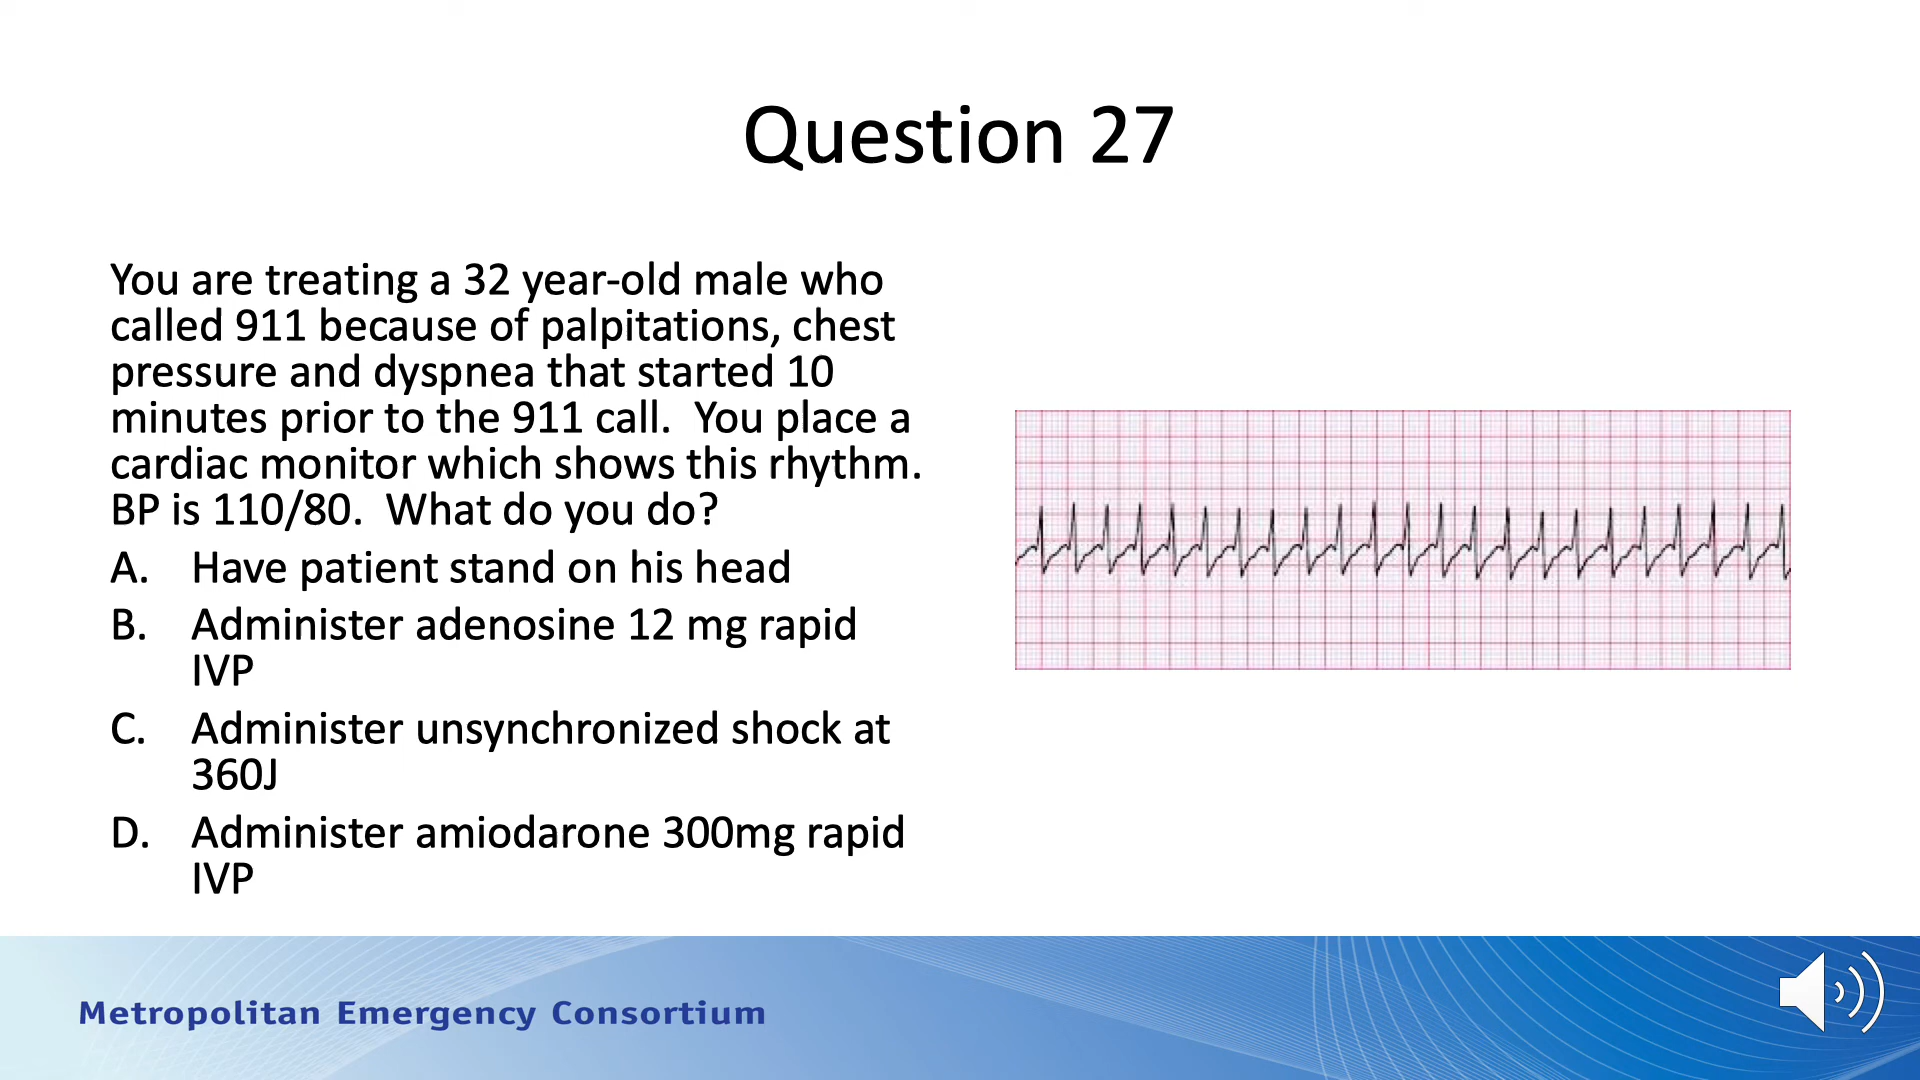 Question 27
You are treating a 32 year-old male who
called 911 because of palpitations, chest
pressure and dyspnea that started 10
minutes prior to the 911 call.  You place a
cardiac monitor which shows this rhythm.
BP is 110/80.  What do you do?
A. Have patient stand on his head
B. Administer adenosine 12 mg rapid
IVP
C. Administer unsynchronized shock at
360J
D. Administer amiodarone 300mg rapid
IVP
Metropolitan Emergency Consortium